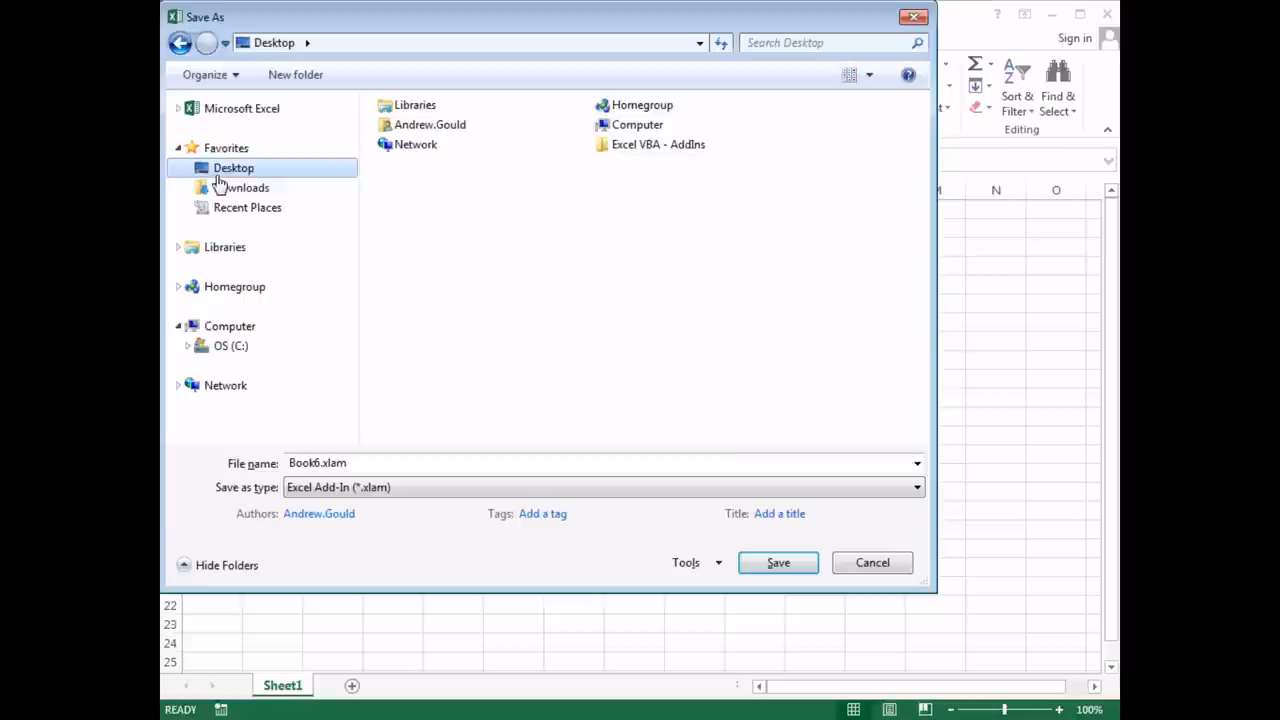 Save As
Desktop
Search Desktop
Sign in
Organize
New folder
Sort & Filter
Find & Select
Editing
Microsoft Excel
Favorites
Desktop
Recent Places
Libraries
Homegroup
Computer
OS (C:)
Network
Libraries
Homegroup
Andrew.Gould
Computer
Network
Excel VBA - AddIns
N
O
File name: Book6.xlam
Save as type: Excel Add-In (*.xlam)
Authors: Andrew.Gould
Tags: Add a tag
Title: Add a title
Hide Folders
Tools
Save
Cancel
22
23
24
25
Sheet1
READY
100%